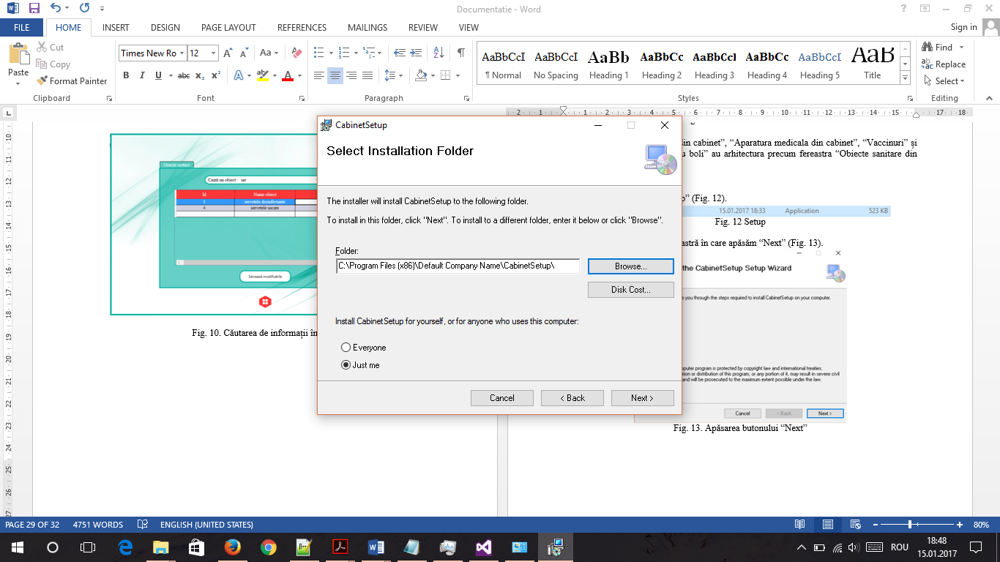 Documentatie - Word
FILE
HOME
INSERT
DESIGN
PAGE LAYOUT
REFERENCES
MAILINGS
REVIEW
VIEW
Sign in
Paste
Cut
Copy
Format Painter
Clipboard
Times New Ro
12
Font
Paragraph
AaBbCcI
¶ Normal
AaBbCcI
No Spacing
AaBb
Heading 1
AaBbCc
Heading 2
AaBbCcI
Heading 3
AaBbCc
Heading 4
AaBbCcI
Heading 5
AaB
Title
Styles
Find
Replace
Select
Editing
Obiecte sanitare
Caută un obiect : ser
Id
Nume obiect
3
servetele dezinfectante
4
servetele uscate
Salvează modificările
Fig. 10. Căutarea de informații în
CabinetSetup
Select Installation Folder
The installer will install CabinetSetup to the following folder.
To install in this folder, click "Next". To install to a different folder, enter it below or click "Browse".
Folder:
C:\Program Files (x86)\Default Company Name\CabinetSetup\
Browse...
Disk Cost...
Install CabinetSetup for yourself, or for anyone who uses this computer:
Everyone
Just me
Cancel
< Back
Next >
din cabinet”, “Aparatura medicala din cabinet”, “Vaccinuri” și
u boli” au arhitectura precum fereastra “Obiecte sanitare din
p” (Fig. 12).
15.01.2017 18:33 Application 523 KB
Fig. 12 Setup
astră în care apăsăm “Next” (Fig. 13).
the CabinetSetup Setup Wizard
you through the steps required to install CabinetSetup on your computer.
puter program is protected by copyright law and international treaties.
tion or distribution of this program, or any portion of it, may result in severe civil
and will be prosecuted to the maximum extent possible under the law.
Cancel
< Back
Next >
Fig. 13. Apăsarea butonului “Next”
PAGE 29 OF 32
4751 WORDS
ENGLISH (UNITED STATES)
80%
ROU
18:48
15.01.2017